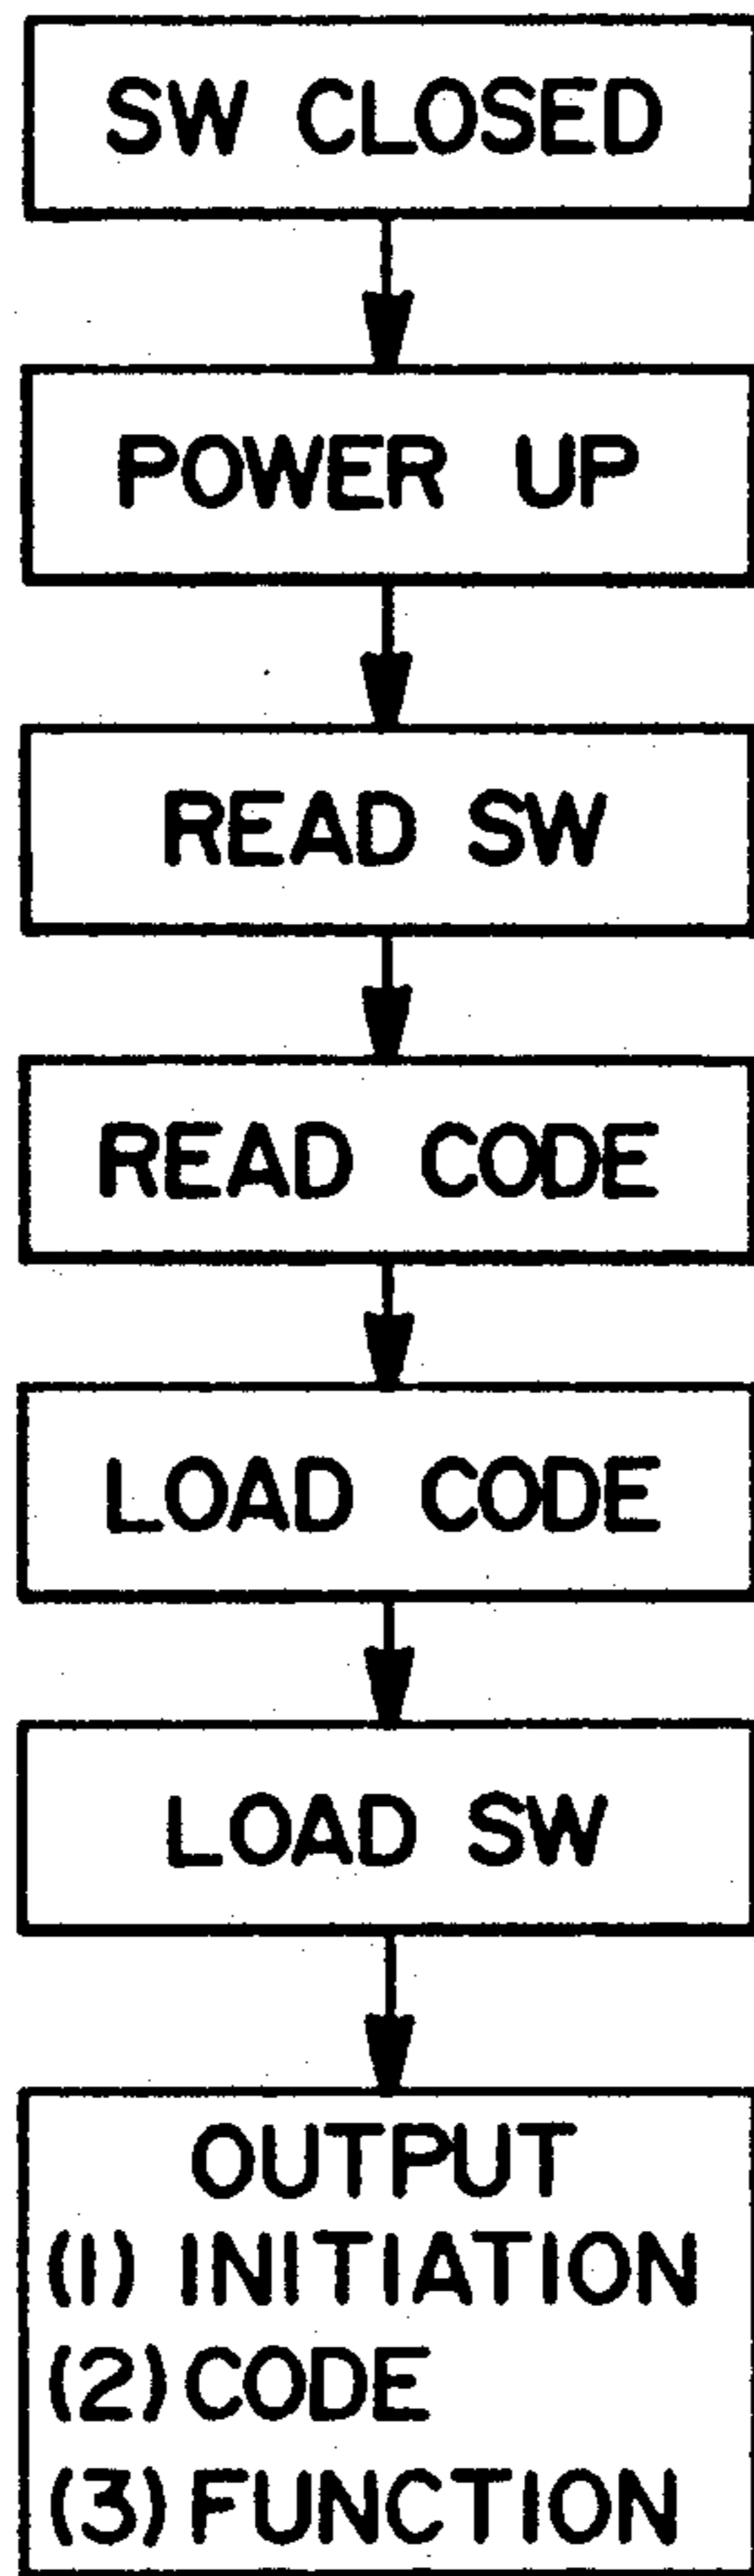 SW CLOSED
POWER UP
READ SW
READ CODE
LOAD CODE
LOAD SW
OUTPUT
(1) INITIATION
(2) CODE
(3) FUNCTION